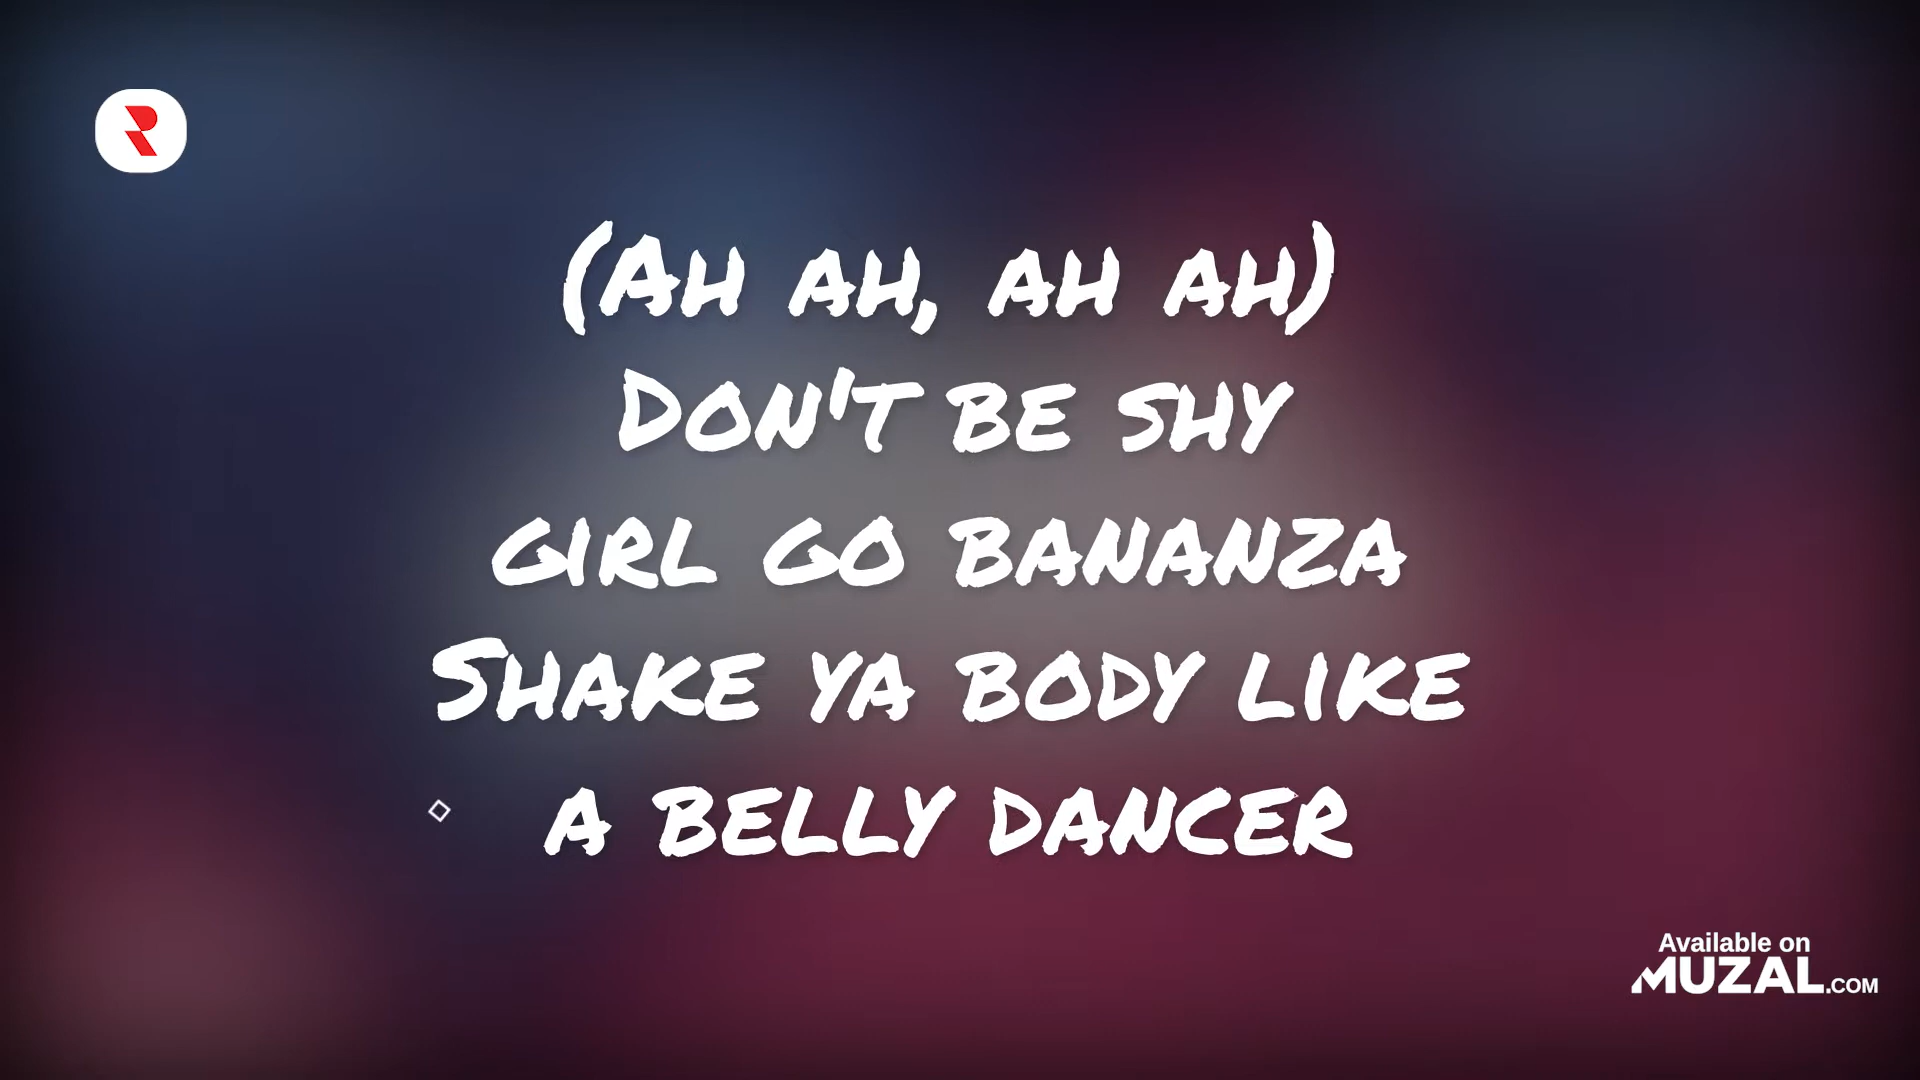 (Ah ah, ah ah)
Don't be shy
girl go bananza
Shake ya body like
a belly dancer
Available on
MUZAL.COM